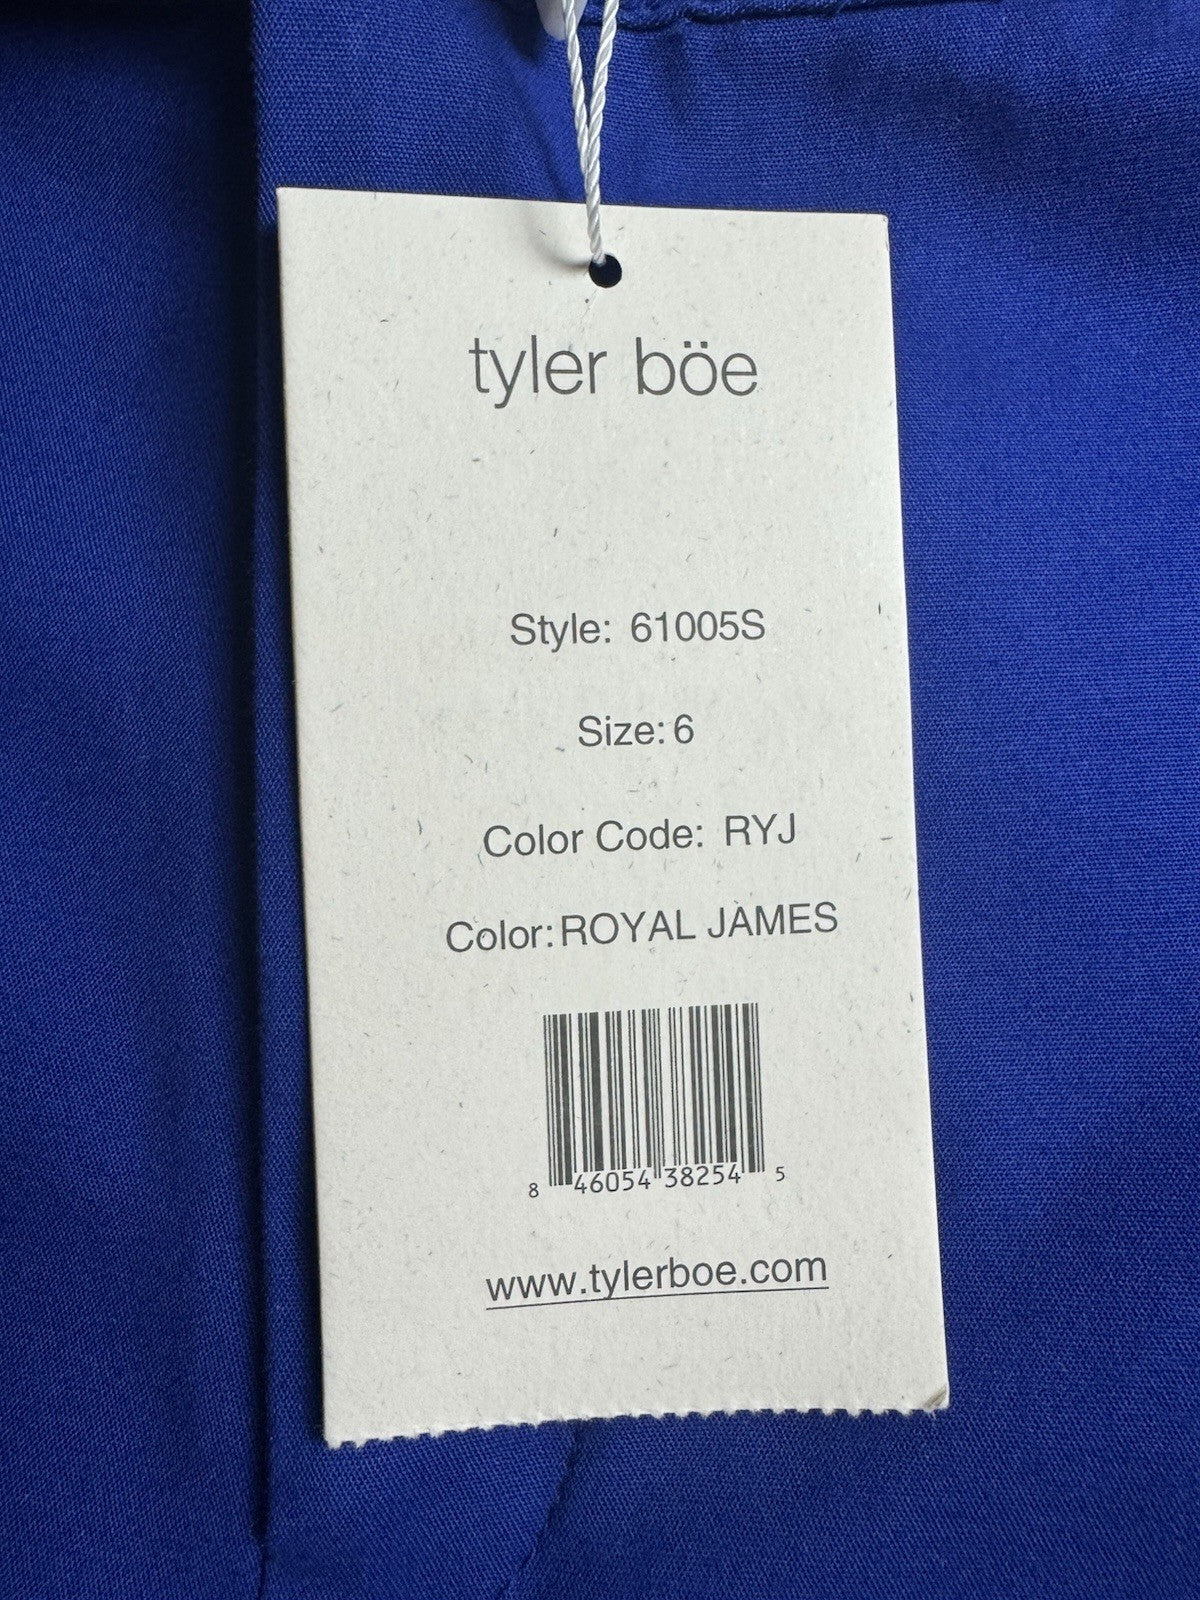 tyler böe
Style: 61005S
Size: 6
Color Code: RYJ
Color: ROYAL JAMES
8 46054 38254 5
www.tylerboe.com